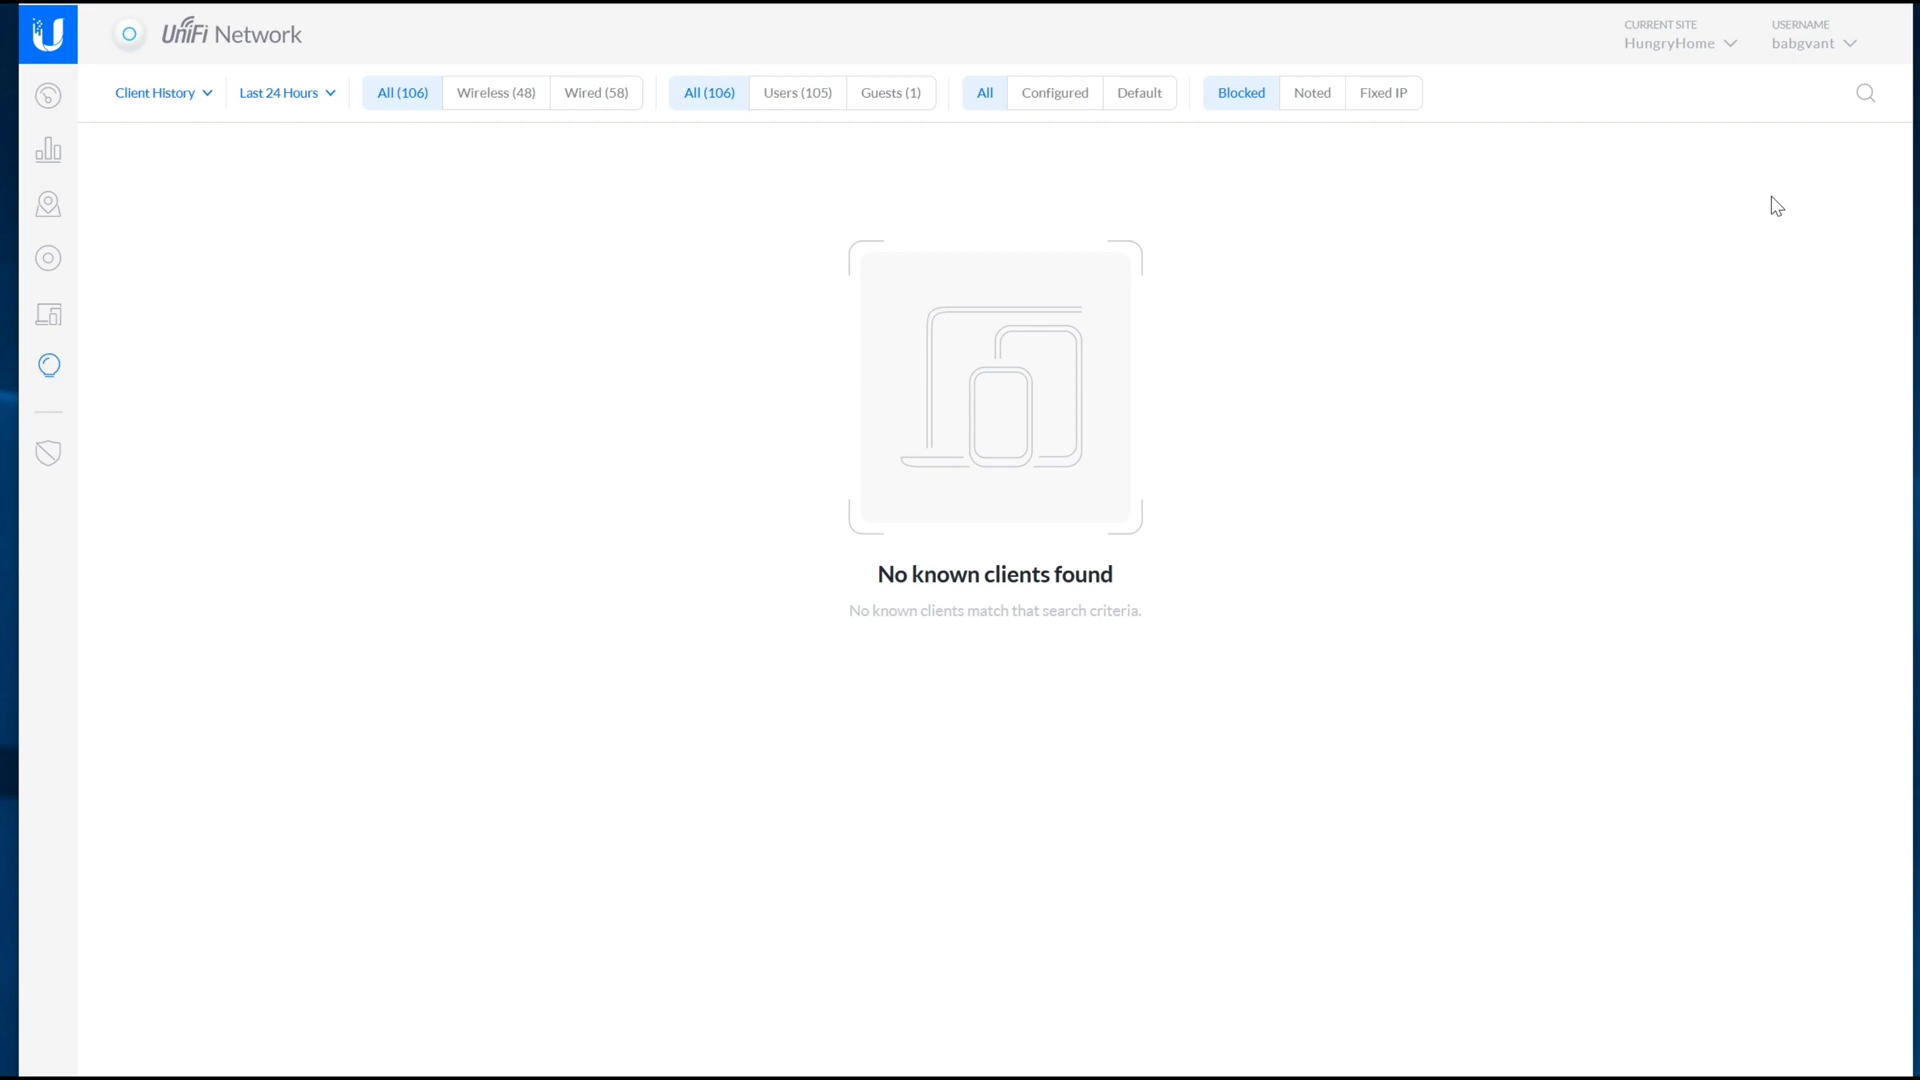 UniFi Network
CURRENT SITE
HungryHome
USERNAME
babgvant
Client History
Last 24 Hours
All (106)
Wireless (48)
Wired (58)
All (106)
Users (105)
Guests (1)
All
Configured
Default
Blocked
Noted
Fixed IP
No known clients found
No known clients match that search criteria.